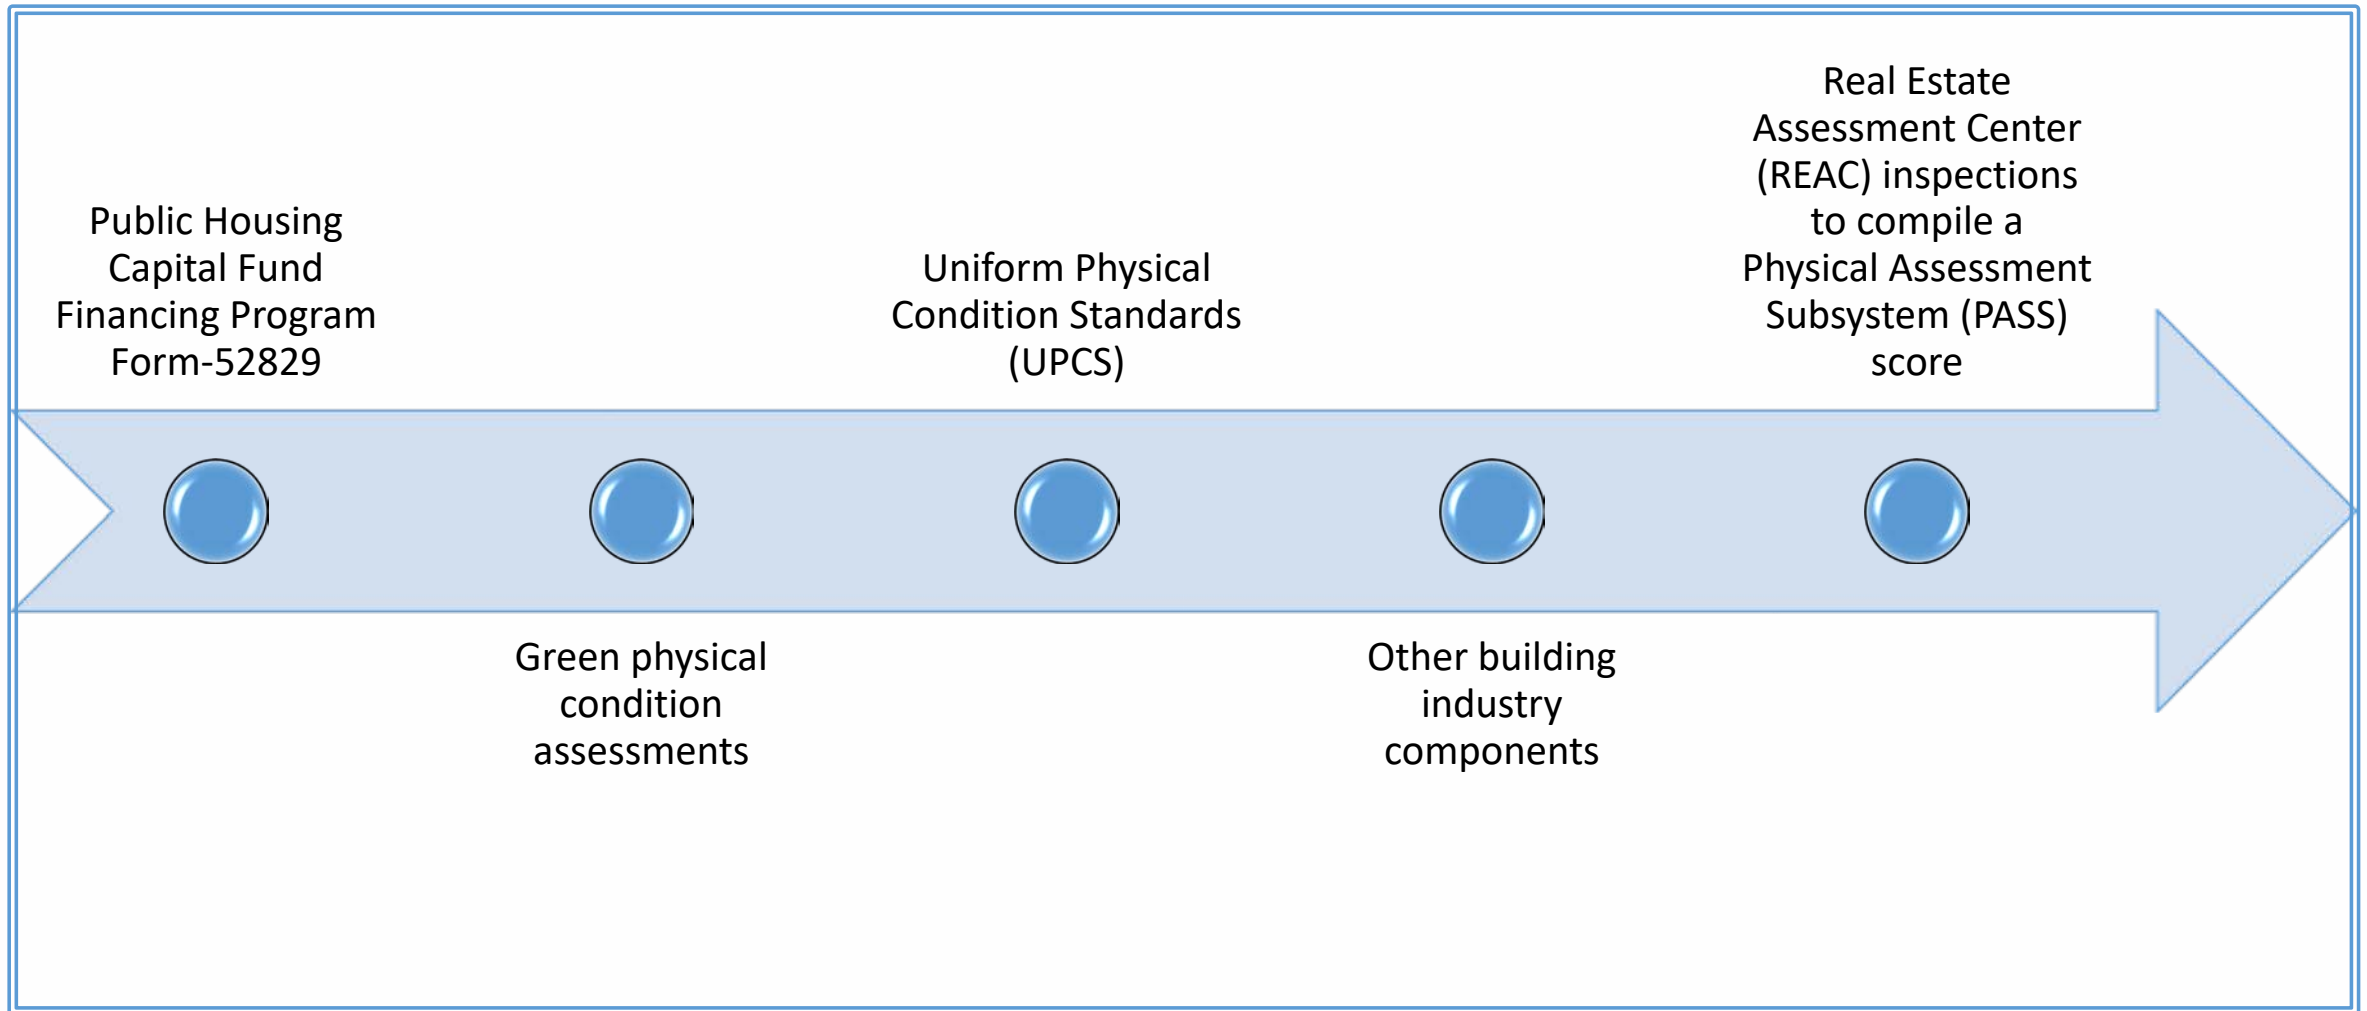 Public Housing
Capital Fund
Financing Program
Form-52829
Green physical
condition
assessments
Uniform Physical
Condition Standards
(UPCS)
Other building
industry
components
Real Estate
Assessment Center
(REAC) inspections
to compile a
Physical Assessment
Subsystem (PASS)
score